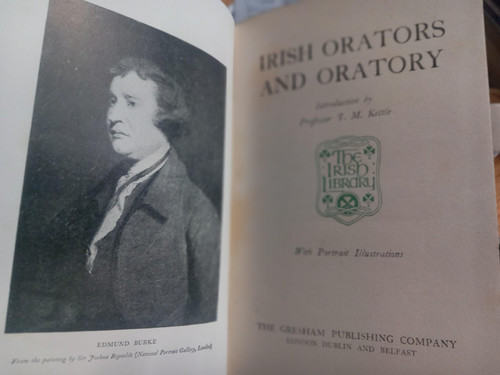 EDMUND BURKE
From the painting by Sir Joshua Reynolds (National Portrait Gallery, London)
IRISH ORATORS
AND ORATORY
Introduction by
Professor T. M. Kettle
The
IRISH
LIBRARY
With Portrait Illustrations
THE GRESHAM PUBLISHING COMPANY
LONDON DUBLIN AND BELFAST